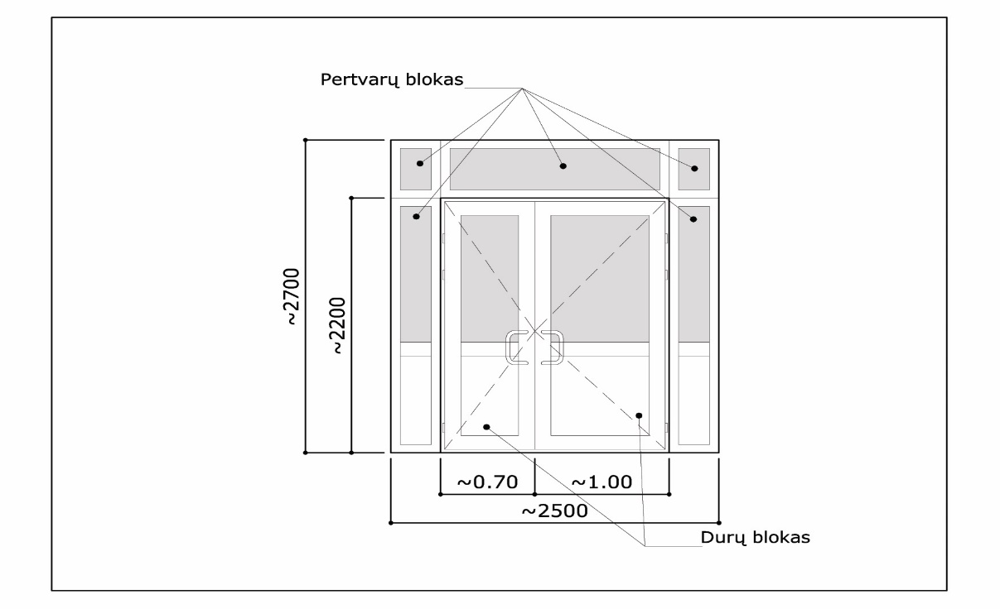 Pertvarų blokas
~2700
~2200
~0.70
~1.00
~2500
Durų blokas